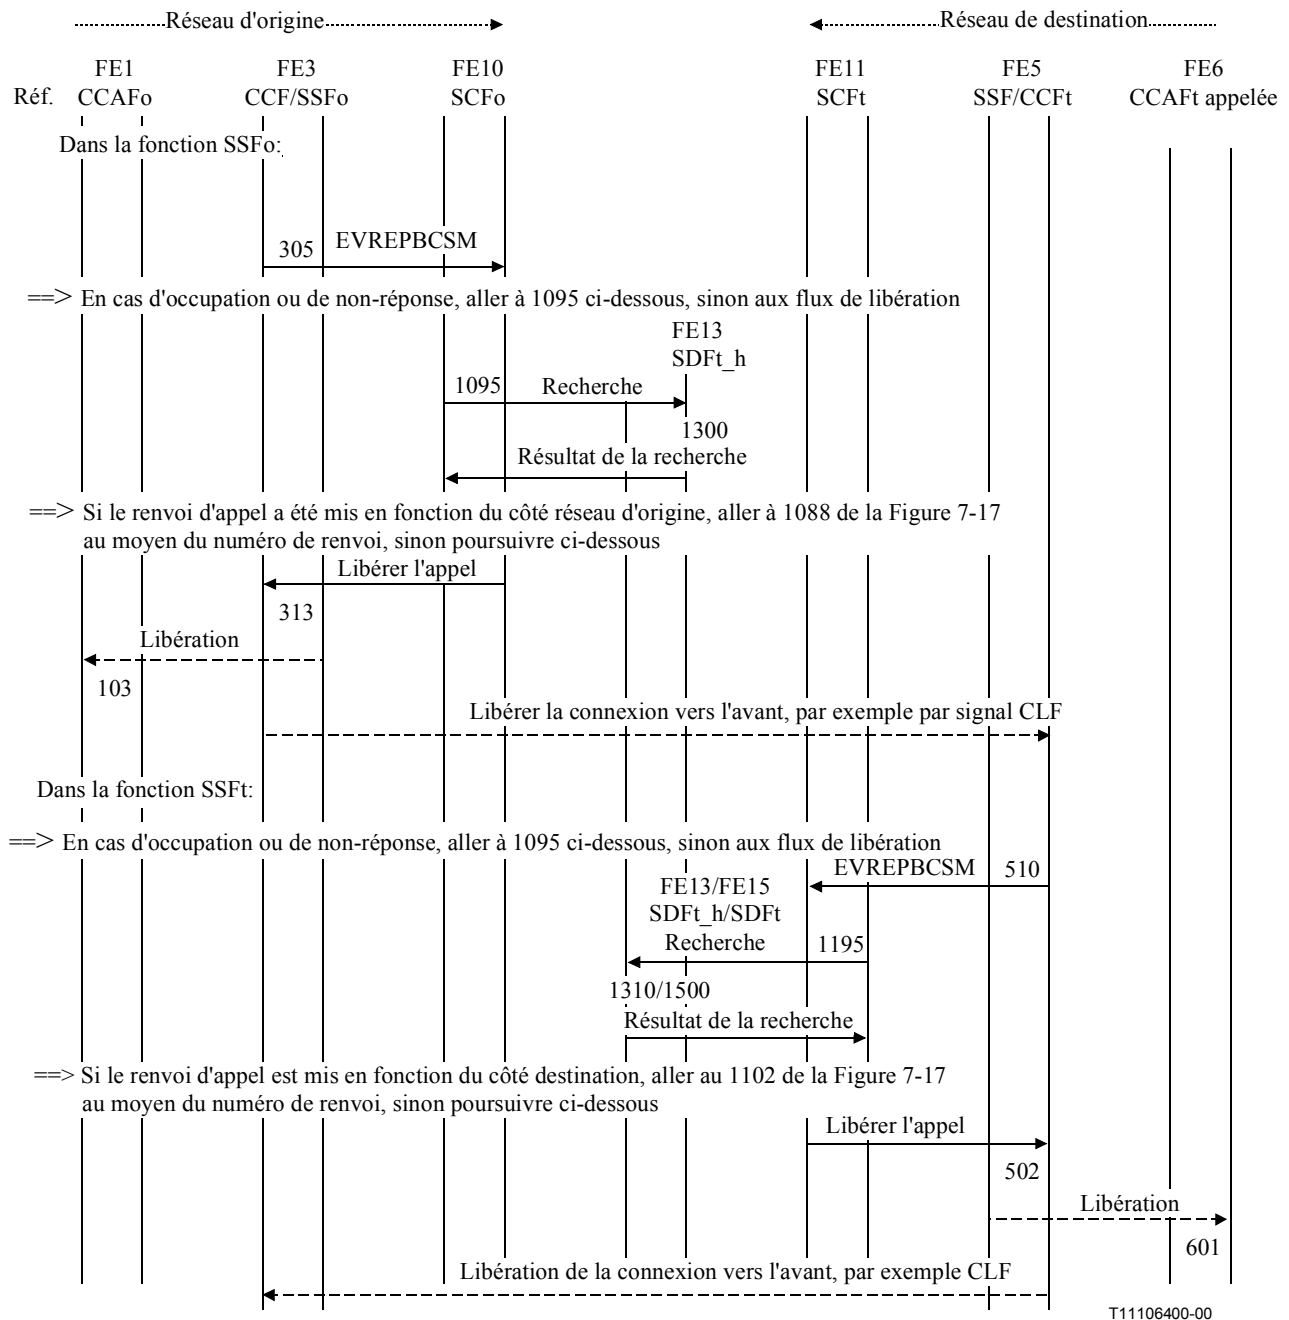 Réseau d'origine
Réseau de destination
FE1 FE3 FE10 FE11 FE5 FE6
Réf. CCAFo CCF/SSFo SCFo SCFt SSF/CCFt CCAFt appelée
Dans la fonction SSFo:
305 EVREPBCSM
==> En cas d'occupation ou de non-réponse, aller à 1095 ci-dessous, sinon aux flux de libération
FE13
SDFt_h
1095 Recherche
1300
Résultat de la recherche
==> Si le renvoi d'appel a été mis en fonction du côté réseau d'origine, aller à 1088 de la Figure 7-17
au moyen du numéro de renvoi, sinon poursuivre ci-dessous
Libérer l'appel
313
Libération
103
Libérer la connexion vers l'avant, par exemple par signal CLF
Dans la fonction SSFt:
==> En cas d'occupation ou de non-réponse, aller à 1095 ci-dessous, sinon aux flux de libération
EVREPBCSM 510
FE13/FE15
SDFt_h/SDFt
Recherche 1195
1310/1500
Résultat de la recherche
==> Si le renvoi d'appel est mis en fonction du côté destination, aller au 1102 de la Figure 7-17
au moyen du numéro de renvoi, sinon poursuivre ci-dessous
Libérer l'appel
502
Libération
601
Libération de la connexion vers l'avant, par exemple CLF
T11106400-00